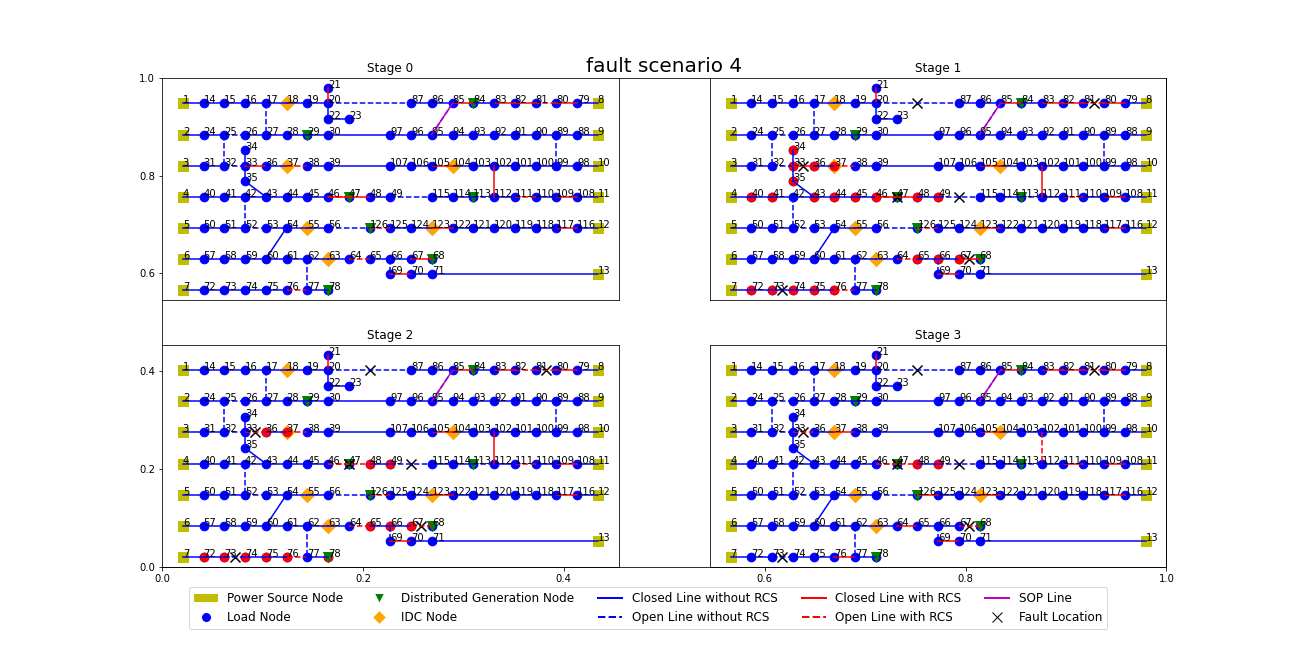 fault scenario 4
Stage 0
Stage 1
1.0
0.8
0.6
21
1 14 15 16 17 18 19 20 87 86 85 84 83 82 81 80 79 8
22 23
2 24 25 26 27 28 29 30 97 96 95 94 93 92 91 90 89 88 9
34
3 31 32 33 36 37 38 39 107 106 105 104 103 102 101 100 99 98 10
35
4 40 41 42 43 44 45 46 47 48 49 115 114 113 112 111 110 109 108 11
5 50 51 52 53 54 55 56 126 125 124 123 122 121 120 119 118 117 116 12
6 57 58 59 60 61 62 63 64 65 66 67 68
69 70 71 13
7 72 73 74 75 76 77 78
21
1 14 15 16 17 18 19 20 87 86 85 84 83 82 81 80 79 8
22 23
2 24 25 26 27 28 29 30 97 96 95 94 93 92 91 90 89 88 9
34
3 31 32 33 36 37 38 39 107 106 105 104 103 102 101 100 99 98 10
35
4 40 41 42 43 44 45 46 47 48 49 115 114 113 112 111 110 109 108 11
5 50 51 52 53 54 55 56 126 125 124 123 122 121 120 119 118 117 116 12
6 57 58 59 60 61 62 63 64 65 66 67 68
69 70 71 13
7 72 73 74 75 76 77 78
Stage 2
Stage 3
0.4
0.2
0.0
21
1 14 15 16 17 18 19 20 87 86 85 84 83 82 81 80 79 8
22 23
2 24 25 26 27 28 29 30 97 96 95 94 93 92 91 90 89 88 9
34
3 31 32 33 36 37 38 39 107 106 105 104 103 102 101 100 99 98 10
35
4 40 41 42 43 44 45 46 47 48 49 115 114 113 112 111 110 109 108 11
5 50 51 52 53 54 55 56 126 125 124 123 122 121 120 119 118 117 116 12
6 57 58 59 60 61 62 63 64 65 66 67 68
69 70 71 13
7 72 73 74 75 76 77 78
21
1 14 15 16 17 18 19 20 87 86 85 84 83 82 81 80 79 8
22 23
2 24 25 26 27 28 29 30 97 96 95 94 93 92 91 90 89 88 9
34
3 31 32 33 36 37 38 39 107 106 105 104 103 102 101 100 99 98 10
35
4 40 41 42 43 44 45 46 47 48 49 115 114 113 112 111 110 109 108 11
5 50 51 52 53 54 55 56 126 125 124 123 122 121 120 119 118 117 116 12
6 57 58 59 60 61 62 63 64 65 66 67 68
69 70 71 13
7 72 73 74 75 76 77 78
0.0 0.2 0.4 0.6 0.8 1.0
Power Source Node Distributed Generation Node Closed Line without RCS Closed Line with RCS SOP Line
Load Node IDC Node Open Line without RCS Open Line with RCS Fault Location